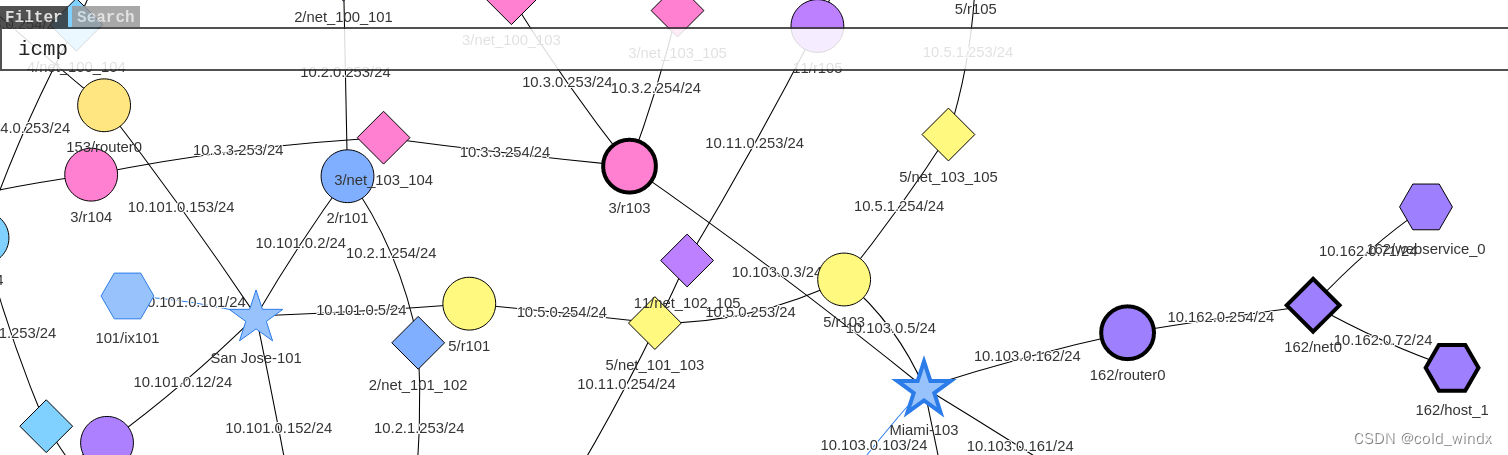 Filter Search
icmp
2/net_100_101
5/r105
3/net_100_103
3/net_103_105
11/r105
10.5.1.253/24
4/net_100_104
10.2.0.253/24
10.3.0.253/24
10.3.2.254/24
4.0.253/24
153/router0
10.3.3.253/24
10.3.3.254/24
10.11.0.253/24
3/net_103_104
5/net_103_105
3/r104
10.101.0.153/24
2/r101
3/r103
10.5.1.254/24
10.101.0.2/24
10.2.1.254/24
162/webservice_0
10.162.0.71/24
10.103.0.3/24
.101.0.101/24
10.101.0.5/24
10.5.0.254/24
11/net_102_105
10.5.0.253/24
5/r103
10.103.0.5/24
10.162.0.254/24
1.253/24
101/ix101
San Jose-101
5/r101
5/net_101_103
10.103.0.162/24
162/net0
10.162.0.72/24
10.101.0.12/24
2/net_101_102
10.11.0.254/24
162/router0
162/host_1
10.101.0.152/24
10.2.1.253/24
Miami-103
10.103.0.103/24
10.103.0.161/24
CSDN @cold_windx